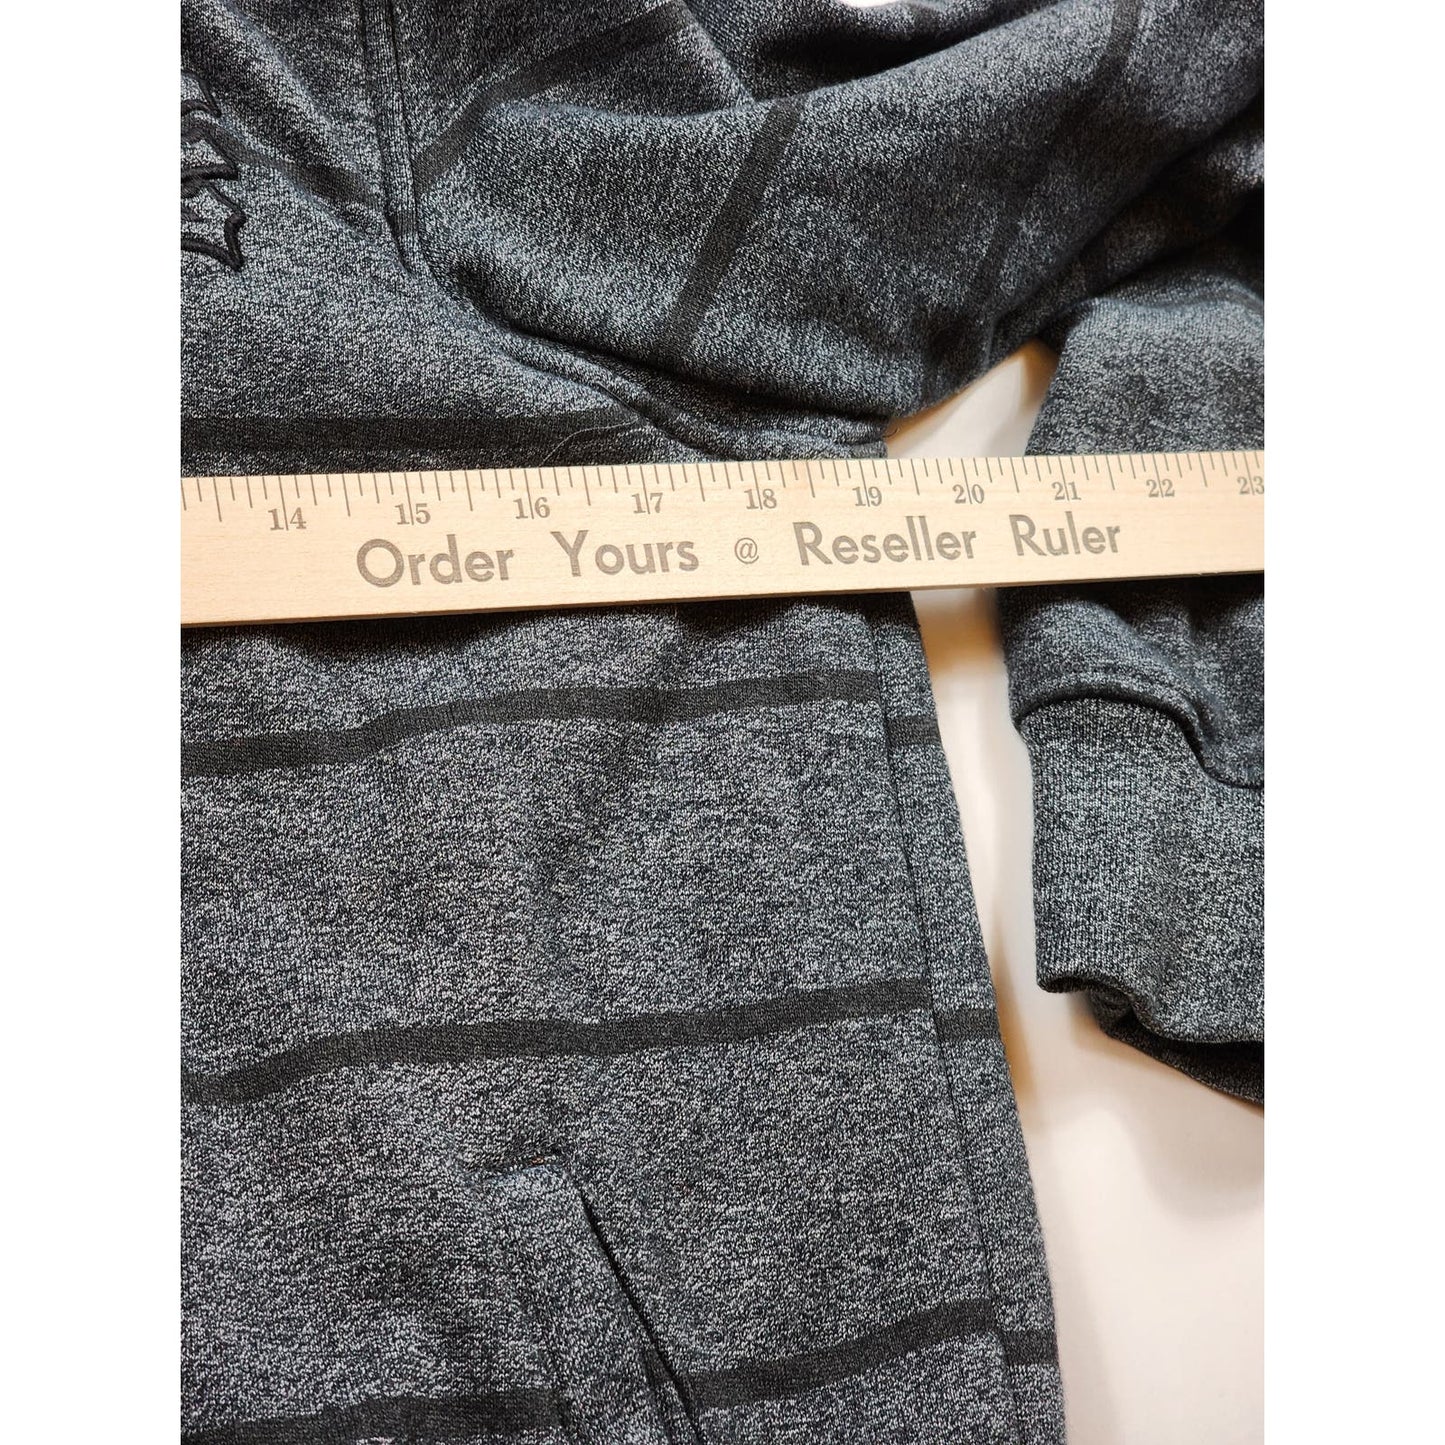 14 15 16 17 18 19 20 21 22 23
Order Yours @ Reseller Ruler